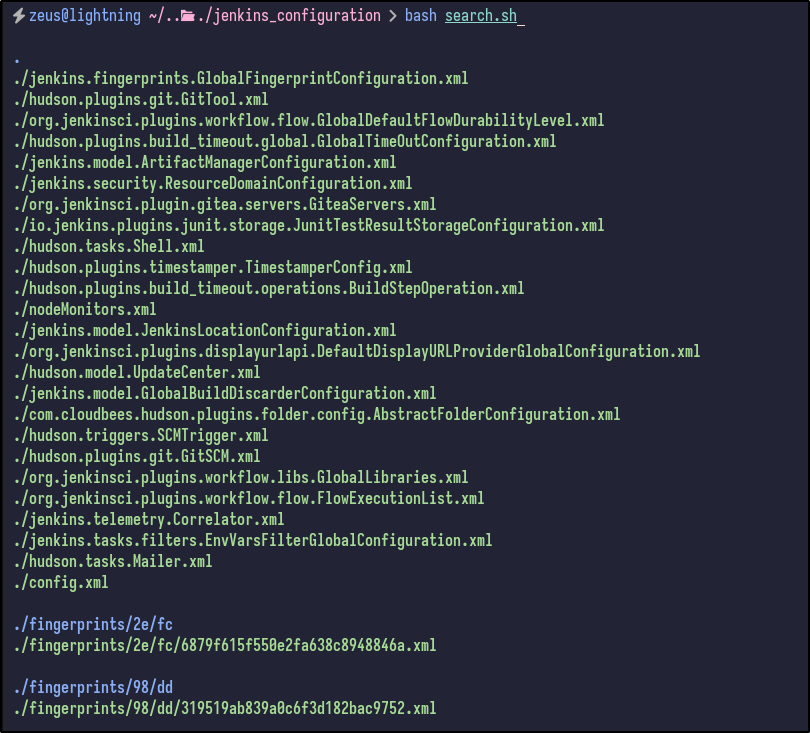 zeus@lightning ~/.../jenkins_configuration > bash search.sh_
.
./jenkins.fingerprints.GlobalFingerprintConfiguration.xml
./hudson.plugins.git.GitTool.xml
./org.jenkinsci.plugins.workflow.flow.GlobalDefaultFlowDurabilityLevel.xml
./hudson.plugins.build_timeout.global.GlobalTimeOutConfiguration.xml
./jenkins.model.ArtifactManagerConfiguration.xml
./jenkins.security.ResourceDomainConfiguration.xml
./org.jenkinsci.plugin.gitea.servers.GiteaServers.xml
./io.jenkins.plugins.junit.storage.JunitTestResultStorageConfiguration.xml
./hudson.tasks.Shell.xml
./hudson.plugins.timestamper.TimestamperConfig.xml
./hudson.plugins.build_timeout.operations.BuildStepOperation.xml
./nodeMonitors.xml
./jenkins.model.JenkinsLocationConfiguration.xml
./org.jenkinsci.plugins.displayurlapi.DefaultDisplayURLProviderGlobalConfiguration.xml
./hudson.model.UpdateCenter.xml
./jenkins.model.GlobalBuildDiscarderConfiguration.xml
./com.cloudbees.hudson.plugins.folder.config.AbstractFolderConfiguration.xml
./hudson.triggers.SCMTrigger.xml
./hudson.plugins.git.GitSCM.xml
./org.jenkinsci.plugins.workflow.libs.GlobalLibraries.xml
./org.jenkinsci.plugins.workflow.flow.FlowExecutionList.xml
./jenkins.telemetry.Correlator.xml
./jenkins.tasks.filters.EnvVarsFilterGlobalConfiguration.xml
./hudson.tasks.Mailer.xml
./config.xml
./fingerprints/2e/fc
./fingerprints/2e/fc/6879f615f550e2fa638c8948846a.xml
./fingerprints/98/dd
./fingerprints/98/dd/319519ab839a0c6f3d182bac9752.xml